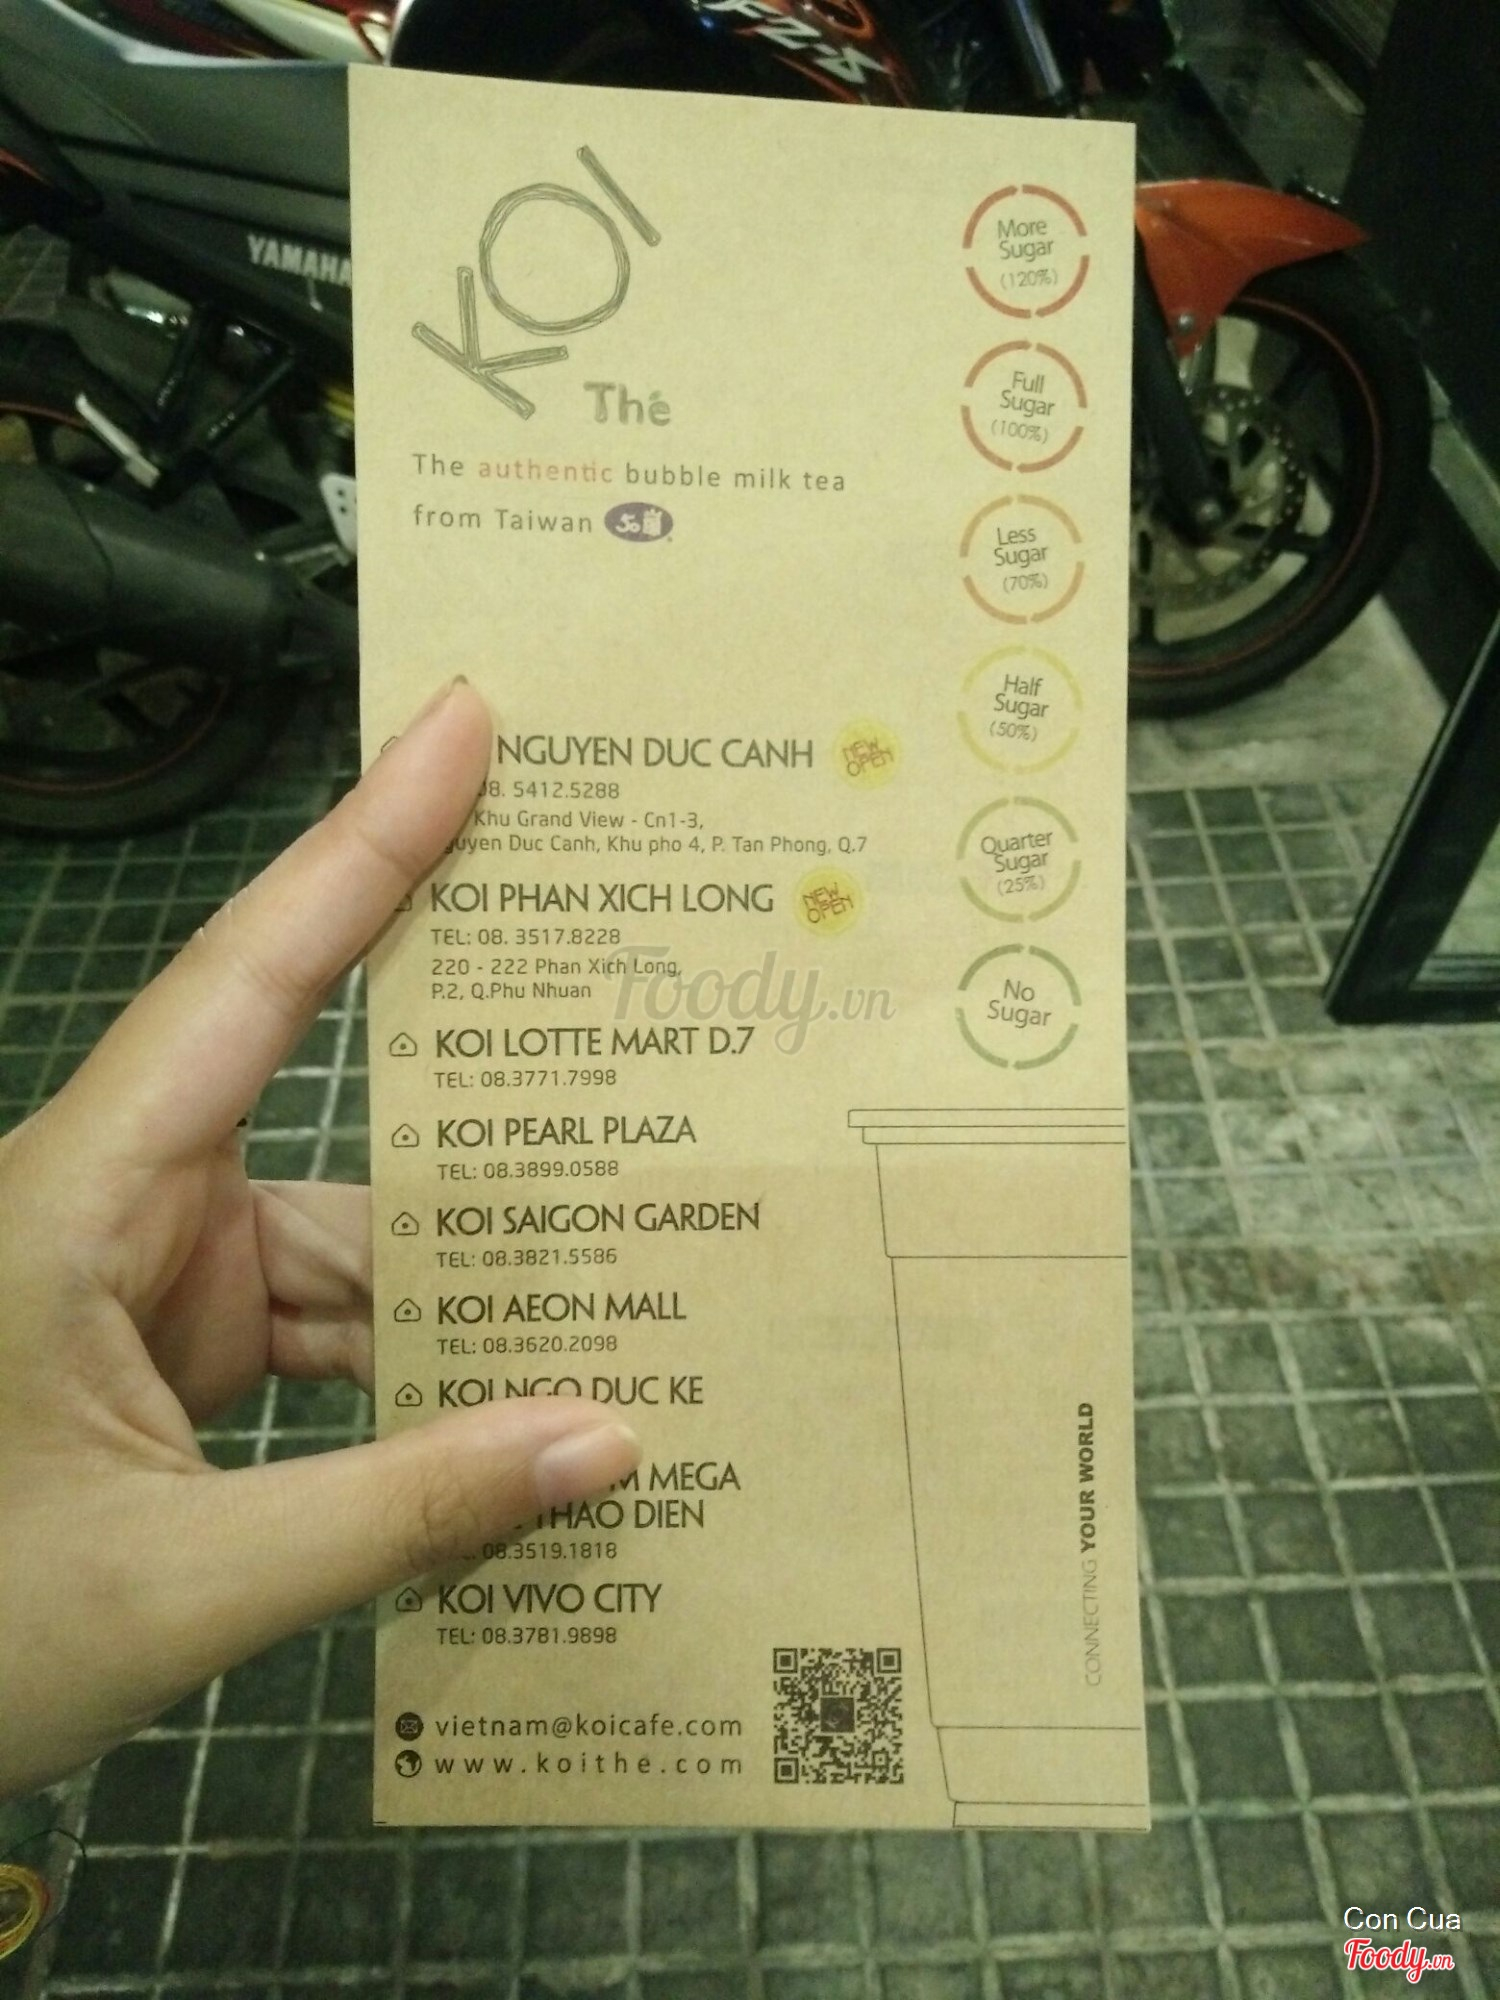 FZ-S
YAMAHA
KOI
Thé
The authentic bubble milk tea
from Taiwan 50嵐
More
Sugar
(120%)
Full
Sugar
(100%)
Less
Sugar
(70%)
Half
Sugar
(50%)
Quarter
Sugar
(25%)
No
Sugar
NGUYEN DUC CANH NEW OPEN
08. 5412.5288
Khu Grand View - Cn1-3,
guyen Duc Canh, Khu pho 4, P. Tan Phong, Q.7
KOI PHAN XICH LONG NEW OPEN
TEL: 08. 3517.8228
220 - 222 Phan Xich Long,
P.2, Q.Phu Nhuan
Foody.vn
KOI LOTTE MART D.7
TEL: 08.3771.7998
KOI PEARL PLAZA
TEL: 08.3899.0588
KOI SAIGON GARDEN
TEL: 08.3821.5586
KOI AEON MALL
TEL: 08.3620.2098
KOI NGO DUC KE
M MEGA
THAO DIEN
08.3519.1818
KOI VIVO CITY
TEL: 08.3781.9898
vietnam@koicafe.com
www.koithe.com
CONNECTING YOUR WORLD
Con Cua
Foody.vn